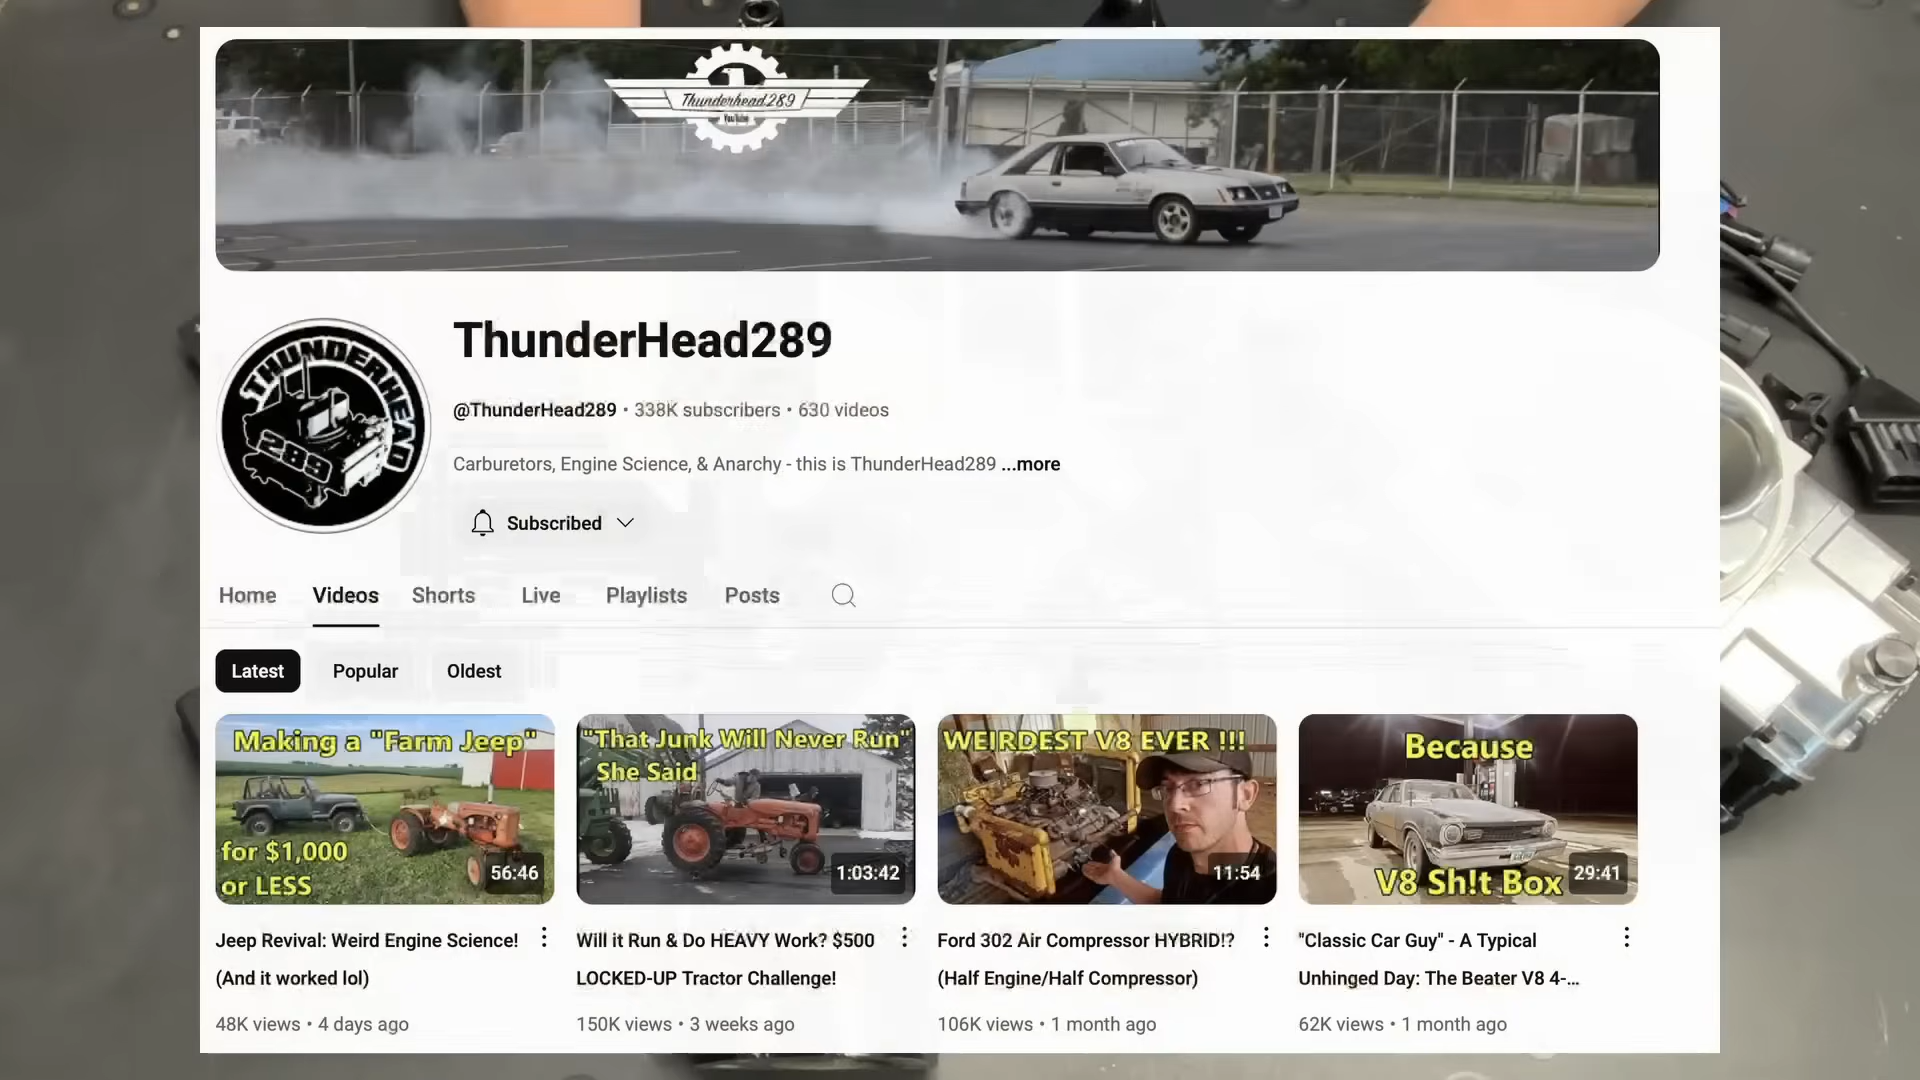 Thunderhead289
YouTube
THUNDERHEAD
289
ThunderHead289
@ThunderHead289 • 338K subscribers • 630 videos
Carburetors, Engine Science, & Anarchy - this is ThunderHead289 ...more
Subscribed
Home Videos Shorts Live Playlists Posts
Latest Popular Oldest
Making a "Farm Jeep"
for $1,000
or LESS
56:46
"That Junk Will Never Run"
She Said
1:03:42
WEIRDEST V8 EVER !!!
11:54
Because
V8 Sh!t Box
29:41
Jeep Revival: Weird Engine Science!
(And it worked lol)
48K views • 4 days ago
Will it Run & Do HEAVY Work? $500
LOCKED-UP Tractor Challenge!
150K views • 3 weeks ago
Ford 302 Air Compressor HYBRID!?
(Half Engine/Half Compressor)
106K views • 1 month ago
"Classic Car Guy" - A Typical
Unhinged Day: The Beater V8 4-...
62K views • 1 month ago